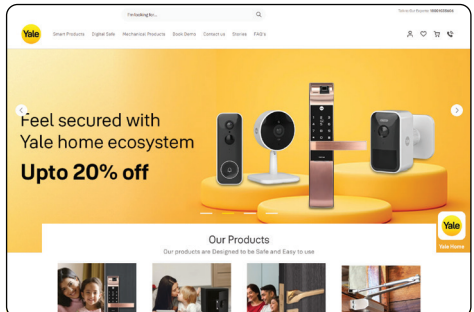 I'm looking for...
Yale
Smart Products Digital Safe Mechanical Products Book Demo Contact us Stories FAQ's
Feel secured with
Yale home ecosystem
Upto 20% off
Yale
Yale Home
Our Products
Our products are Designed to be Safe and Easy to use